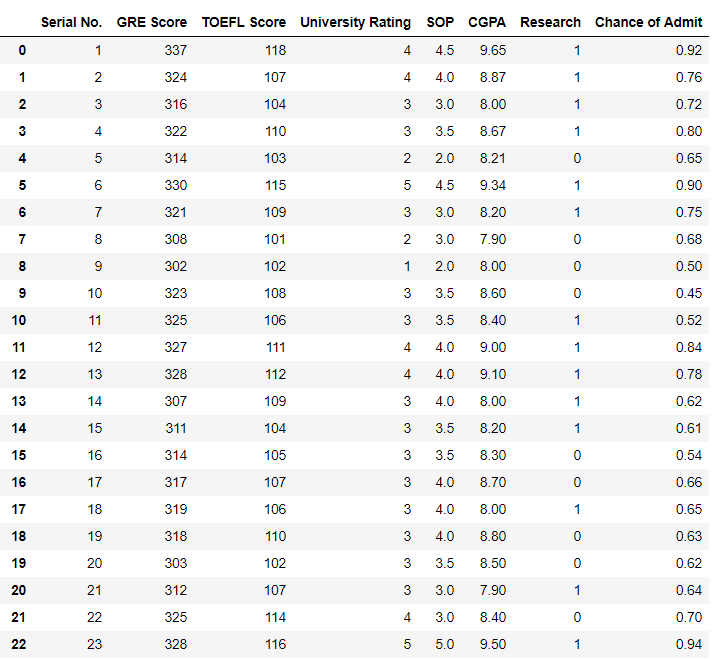 Serial No. GRE Score TOEFL Score University Rating SOP CGPA Research Chance of Admit
0 1 337 118 4 4.5 9.65 1 0.92
1 2 324 107 4 4.0 8.87 1 0.76
2 3 316 104 3 3.0 8.00 1 0.72
3 4 322 110 3 3.5 8.67 1 0.80
4 5 314 103 2 2.0 8.21 0 0.65
5 6 330 115 5 4.5 9.34 1 0.90
6 7 321 109 3 3.0 8.20 1 0.75
7 8 308 101 2 3.0 7.90 0 0.68
8 9 302 102 1 2.0 8.00 0 0.50
9 10 323 108 3 3.5 8.60 0 0.45
10 11 325 106 3 3.5 8.40 1 0.52
11 12 327 111 4 4.0 9.00 1 0.84
12 13 328 112 4 4.0 9.10 1 0.78
13 14 307 109 3 4.0 8.00 1 0.62
14 15 311 104 3 3.5 8.20 1 0.61
15 16 314 105 3 3.5 8.30 0 0.54
16 17 317 107 3 4.0 8.70 0 0.66
17 18 319 106 3 4.0 8.00 1 0.65
18 19 318 110 3 4.0 8.80 0 0.63
19 20 303 102 3 3.5 8.50 0 0.62
20 21 312 107 3 3.0 7.90 1 0.64
21 22 325 114 4 3.0 8.40 0 0.70
22 23 328 116 5 5.0 9.50 1 0.94